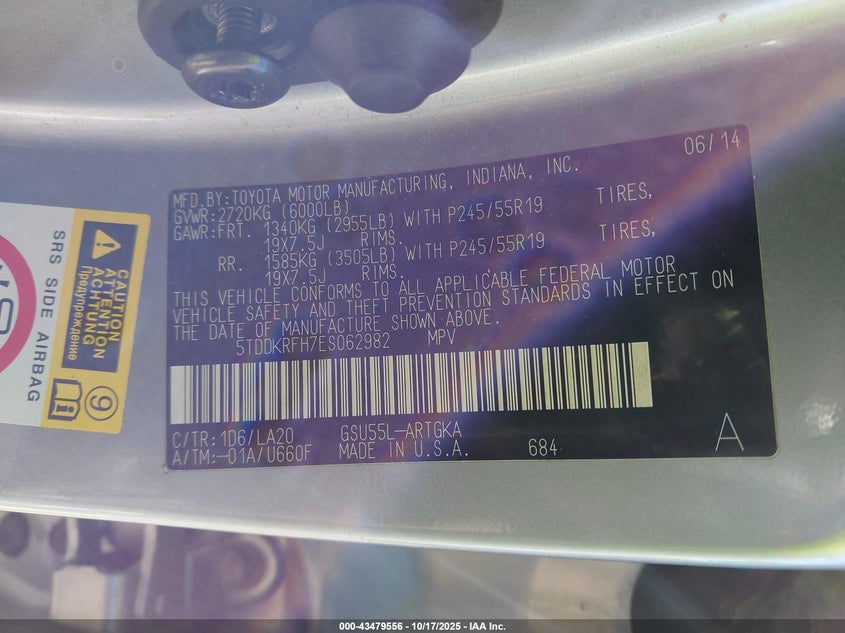 06/14
MFD.BY:TOYOTA MOTOR MANUFACTURING, INDIANA, INC.
GVWR:2720KG (6000LB)
GAWR:FRT. 1340KG (2955LB) WITH P245/55R19 TIRES,
19X7.5J RIMS.
RR. 1585KG (3505LB) WITH P245/55R19 TIRES,
19X7.5J RIMS.
THIS VEHICLE CONFORMS TO ALL APPLICABLE FEDERAL MOTOR
VEHICLE SAFETY AND THEFT PREVENTION STANDARDS IN EFFECT ON
THE DATE OF MANUFACTURE SHOWN ABOVE.
5TDDKRFH7ES062982 MPV
C/TR:1D6/LA20 GSU55L-ARTGKA
A/TM:-01A/U660F MADE IN U.S.A. 684
A
CAUTION
ATTENTION
ACHTUNG
Предупреждение
9
SRS SIDE AIRBAG
000-43479556 - 10/17/2025 - IAA Inc.